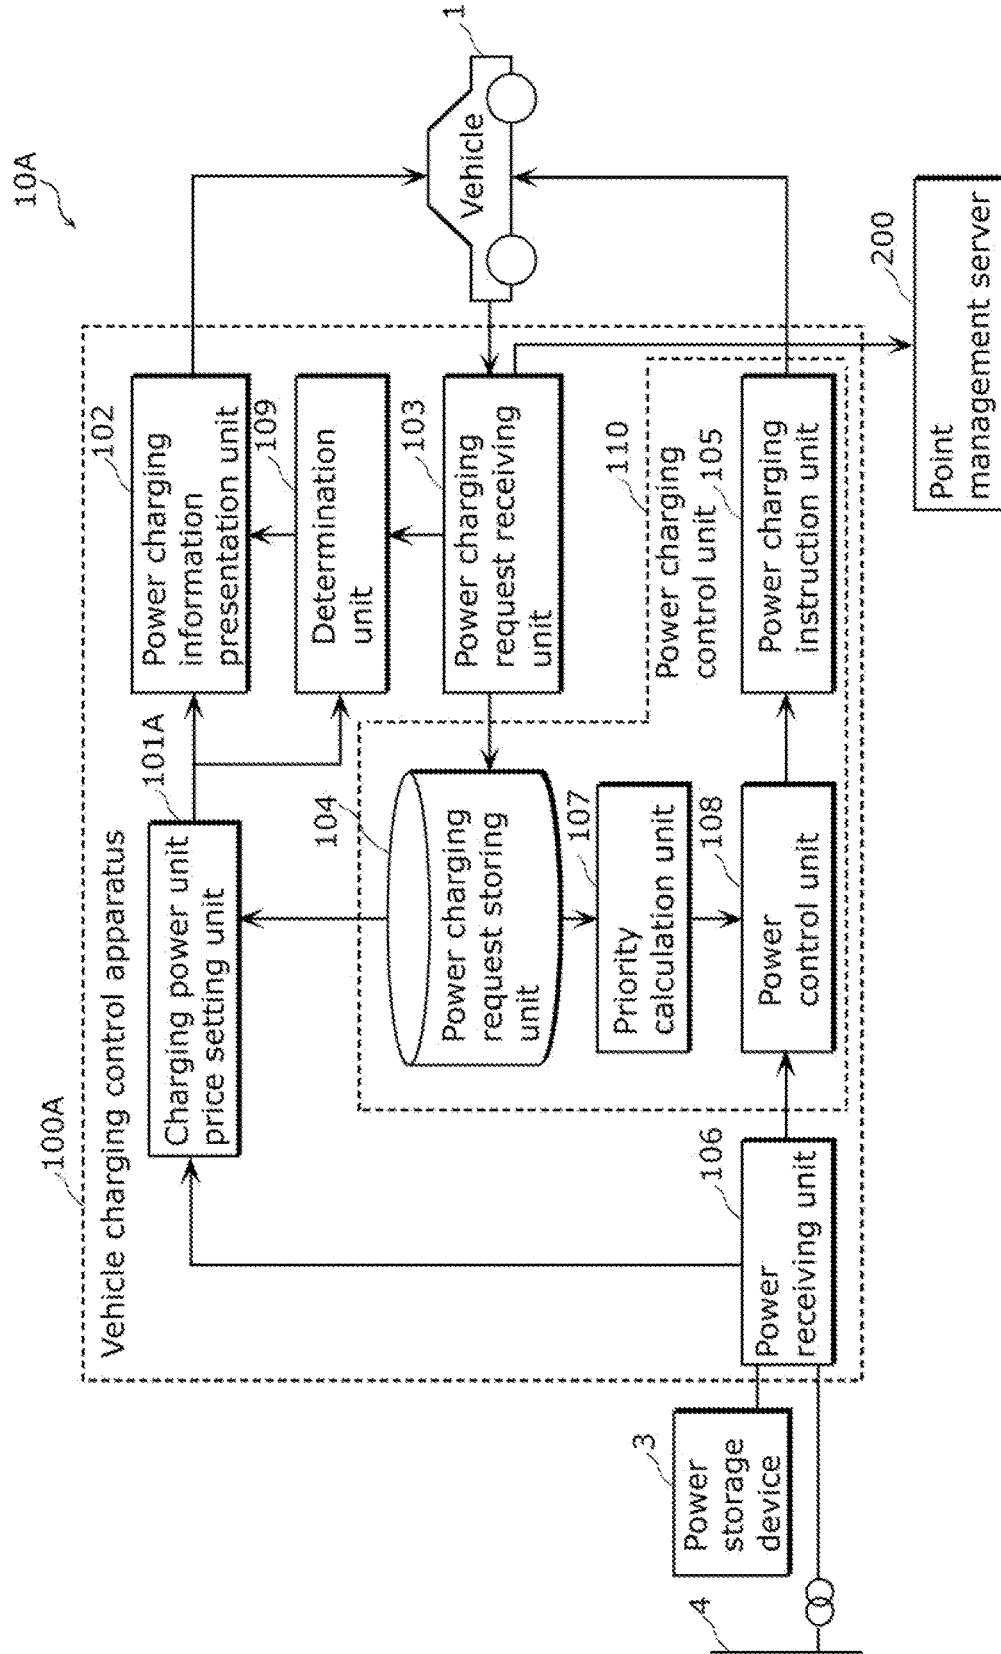 10A
100A
Vehicle charging control apparatus
101A
Charging power unit
price setting unit
102
Power charging
information
presentation unit
109
Determination
unit
103
Power charging
request receiving
unit
1
Vehicle
104
Power charging
request storing
unit
107
Priority
calculation unit
110
Power charging
control unit
105
Power charging
instruction unit
108
Power
control unit
106
Power
receiving unit
3
Power
storage
device
4
200
Point
management server